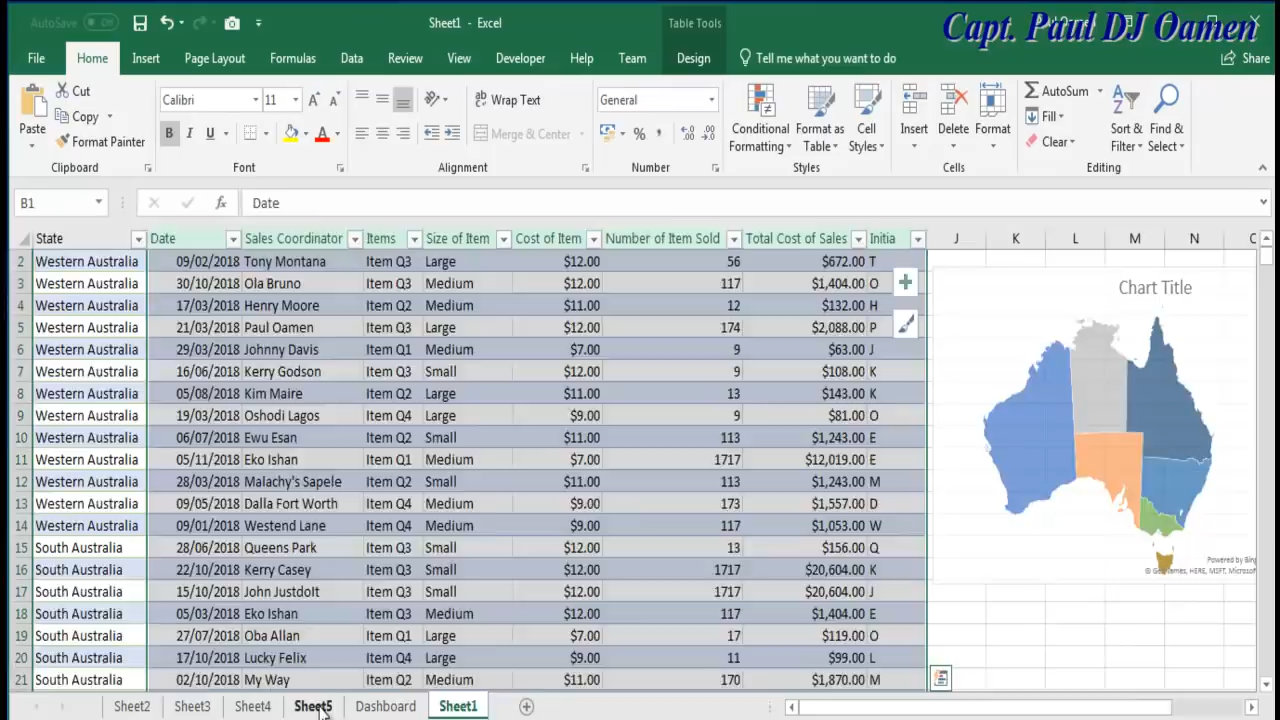 AutoSave Off
Sheet1 - Excel
Table Tools
Capt. Paul DJ Oamen
File Home Insert Page Layout Formulas Data Review View Developer Help Team Design Tell me what you want to do Share
Paste
Cut
Copy
Format Painter
Clipboard
Calibri 11
B I U A
Font
Wrap Text
Merge & Center
Alignment
General
%
Number
Conditional Formatting
Format as Table
Cell Styles
Styles
Insert Delete Format
Cells
AutoSum
Fill
Clear
Sort & Filter
Find & Select
Editing
B1 fx Date
State Date Sales Coordinator Items Size of Item Cost of Item Number of Item Sold Total Cost of Sales Initia J K L M N
2 Western Australia 09/02/2018 Tony Montana Item Q3 Large $12.00 56 $672.00 T
3 Western Australia 30/10/2018 Ola Bruno Item Q3 Medium $12.00 117 $1,404.00 O
4 Western Australia 17/03/2018 Henry Moore Item Q2 Medium $11.00 12 $132.00 H
5 Western Australia 21/03/2018 Paul Oamen Item Q3 Large $12.00 174 $2,088.00 P
6 Western Australia 29/03/2018 Johnny Davis Item Q1 Medium $7.00 9 $63.00 J
7 Western Australia 16/06/2018 Kerry Godson Item Q3 Small $12.00 9 $108.00 K
8 Western Australia 05/08/2018 Kim Maire Item Q2 Large $11.00 13 $143.00 K
9 Western Australia 19/03/2018 Oshodi Lagos Item Q4 Large $9.00 9 $81.00 O
10 Western Australia 06/07/2018 Ewu Esan Item Q2 Small $11.00 113 $1,243.00 E
11 Western Australia 05/11/2018 Eko Ishan Item Q1 Medium $7.00 1717 $12,019.00 E
12 Western Australia 28/03/2018 Malachy's Sapele Item Q2 Small $11.00 113 $1,243.00 M
13 Western Australia 09/05/2018 Dalla Fort Worth Item Q4 Medium $9.00 173 $1,557.00 D
14 Western Australia 09/01/2018 Westend Lane Item Q4 Medium $9.00 117 $1,053.00 W
15 South Australia 28/06/2018 Queens Park Item Q3 Small $12.00 13 $156.00 Q
16 South Australia 22/10/2018 Kerry Casey Item Q3 Small $12.00 1717 $20,604.00 K
17 South Australia 15/10/2018 John JustdoIt Item Q3 Small $12.00 1717 $20,604.00 J
18 South Australia 05/03/2018 Eko Ishan Item Q3 Medium $12.00 117 $1,404.00 E
19 South Australia 27/07/2018 Oba Allan Item Q1 Large $7.00 17 $119.00 O
20 South Australia 17/10/2018 Lucky Felix Item Q4 Large $9.00 11 $99.00 L
21 South Australia 02/10/2018 My Way Item Q2 Medium $11.00 170 $1,870.00 M
Chart Title
Powered by Bing
HERE, MSFT, Microsoft
Sheet2 Sheet3 Sheet4 Sheet5 Dashboard Sheet1